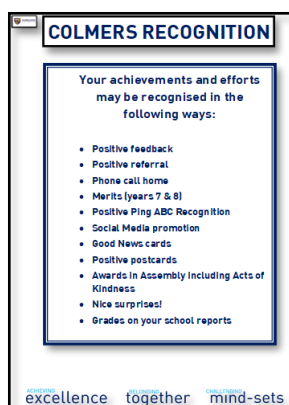 COLMERS RECOGNITION
Your achievements and efforts
may be recognised in the
following ways:
• Positive feedback
• Positive referral
• Phone call home
• Merits (years 7 & 8)
• Positive Ping ABC Recognition
• Social Media promotion
• Good News cards
• Positive postcards
• Awards in Assembly including Acts of
Kindness
• Nice surprises!
• Grades on your school reports
ACHIEVING BELONGING CHALLENGING
excellence together mind-sets